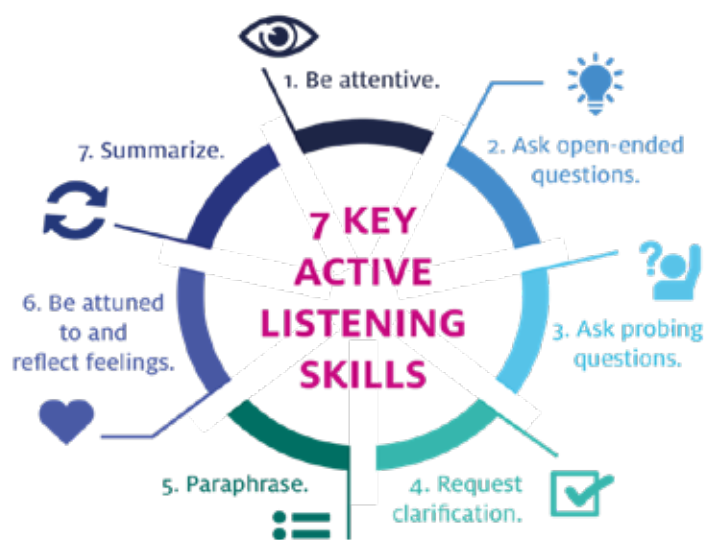 7 KEY
ACTIVE
LISTENING
SKILLS
1. Be attentive.
2. Ask open-ended
questions.
3. Ask probing
questions.
4. Request
clarification.
5. Paraphrase.
6. Be attuned
to and
reflect feelings.
7. Summarize.